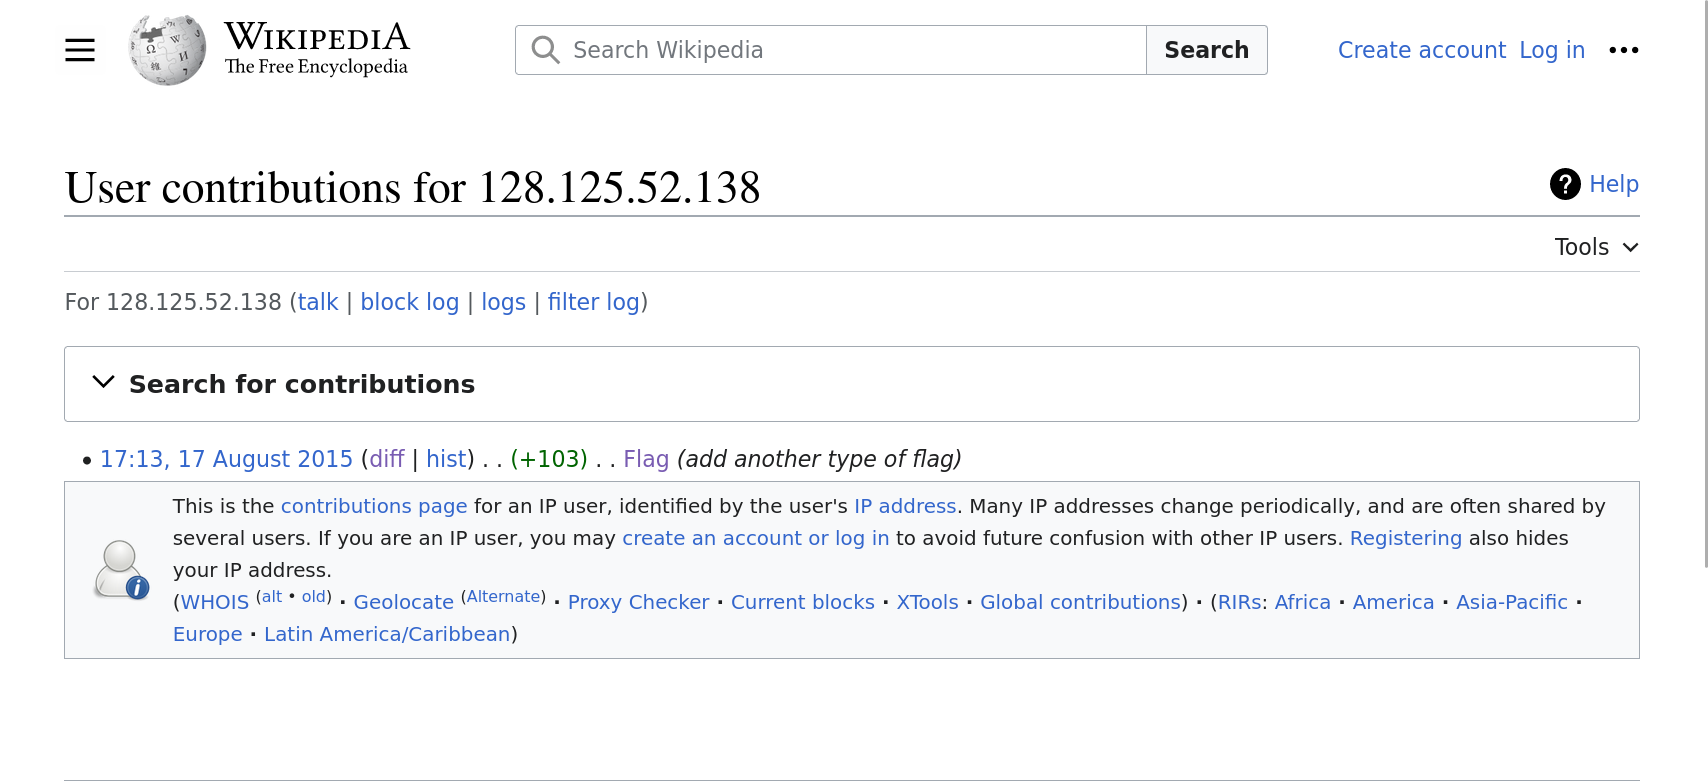 WIKIPEDIA
The Free Encyclopedia
Search Wikipedia
Search
Create account Log in
User contributions for 128.125.52.138
Help
Tools
For 128.125.52.138 (talk | block log | logs | filter log)
Search for contributions
• 17:13, 17 August 2015 (diff | hist) . . (+103) . . Flag (add another type of flag)
This is the contributions page for an IP user, identified by the user's IP address. Many IP addresses change periodically, and are often shared by
several users. If you are an IP user, you may create an account or log in to avoid future confusion with other IP users. Registering also hides
your IP address.
(WHOIS (alt • old) · Geolocate (Alternate) · Proxy Checker · Current blocks · XTools · Global contributions) · (RIRs: Africa · America · Asia-Pacific ·
Europe · Latin America/Caribbean)